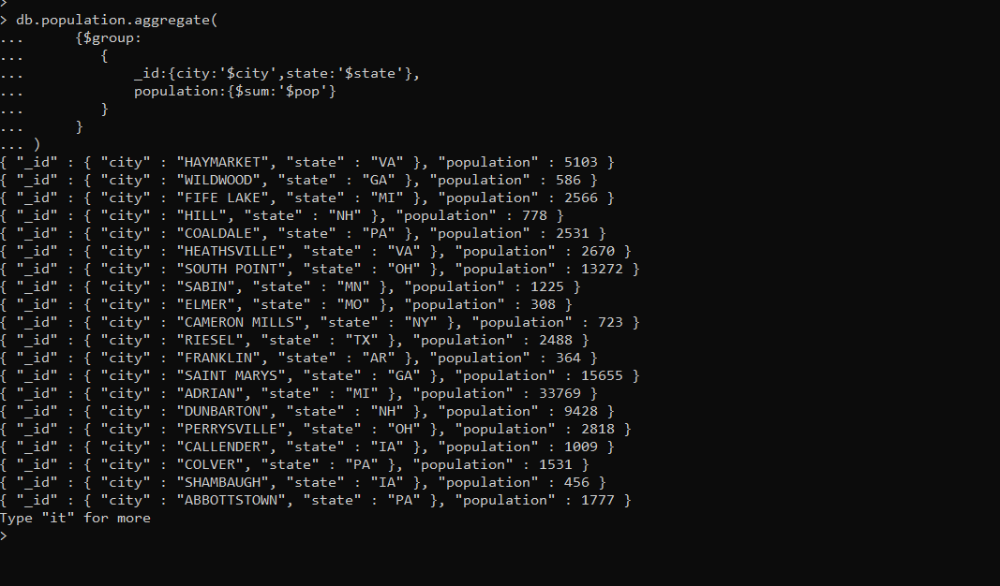 >
> db.population.aggregate(
...      {$group:
...         {
...             _id:{city:'$city',state:'$state'},
...             population:{$sum:'$pop'}
...         }
...      }
... )
{ "_id" : { "city" : "HAYMARKET", "state" : "VA" }, "population" : 5103 }
{ "_id" : { "city" : "WILDWOOD", "state" : "GA" }, "population" : 586 }
{ "_id" : { "city" : "FIFE LAKE", "state" : "MI" }, "population" : 2566 }
{ "_id" : { "city" : "HILL", "state" : "NH" }, "population" : 778 }
{ "_id" : { "city" : "COALDALE", "state" : "PA" }, "population" : 2531 }
{ "_id" : { "city" : "HEATHSVILLE", "state" : "VA" }, "population" : 2670 }
{ "_id" : { "city" : "SOUTH POINT", "state" : "OH" }, "population" : 13272 }
{ "_id" : { "city" : "SABIN", "state" : "MN" }, "population" : 1225 }
{ "_id" : { "city" : "ELMER", "state" : "MO" }, "population" : 308 }
{ "_id" : { "city" : "CAMERON MILLS", "state" : "NY" }, "population" : 723 }
{ "_id" : { "city" : "RIESEL", "state" : "TX" }, "population" : 2488 }
{ "_id" : { "city" : "FRANKLIN", "state" : "AR" }, "population" : 364 }
{ "_id" : { "city" : "SAINT MARYS", "state" : "GA" }, "population" : 15655 }
{ "_id" : { "city" : "ADRIAN", "state" : "MI" }, "population" : 33769 }
{ "_id" : { "city" : "DUNBARTON", "state" : "NH" }, "population" : 9428 }
{ "_id" : { "city" : "PERRYSVILLE", "state" : "OH" }, "population" : 2818 }
{ "_id" : { "city" : "CALLENDER", "state" : "IA" }, "population" : 1009 }
{ "_id" : { "city" : "COLVER", "state" : "PA" }, "population" : 1531 }
{ "_id" : { "city" : "SHAMBAUGH", "state" : "IA" }, "population" : 456 }
{ "_id" : { "city" : "ABBOTTSTOWN", "state" : "PA" }, "population" : 1777 }
Type "it" for more
>